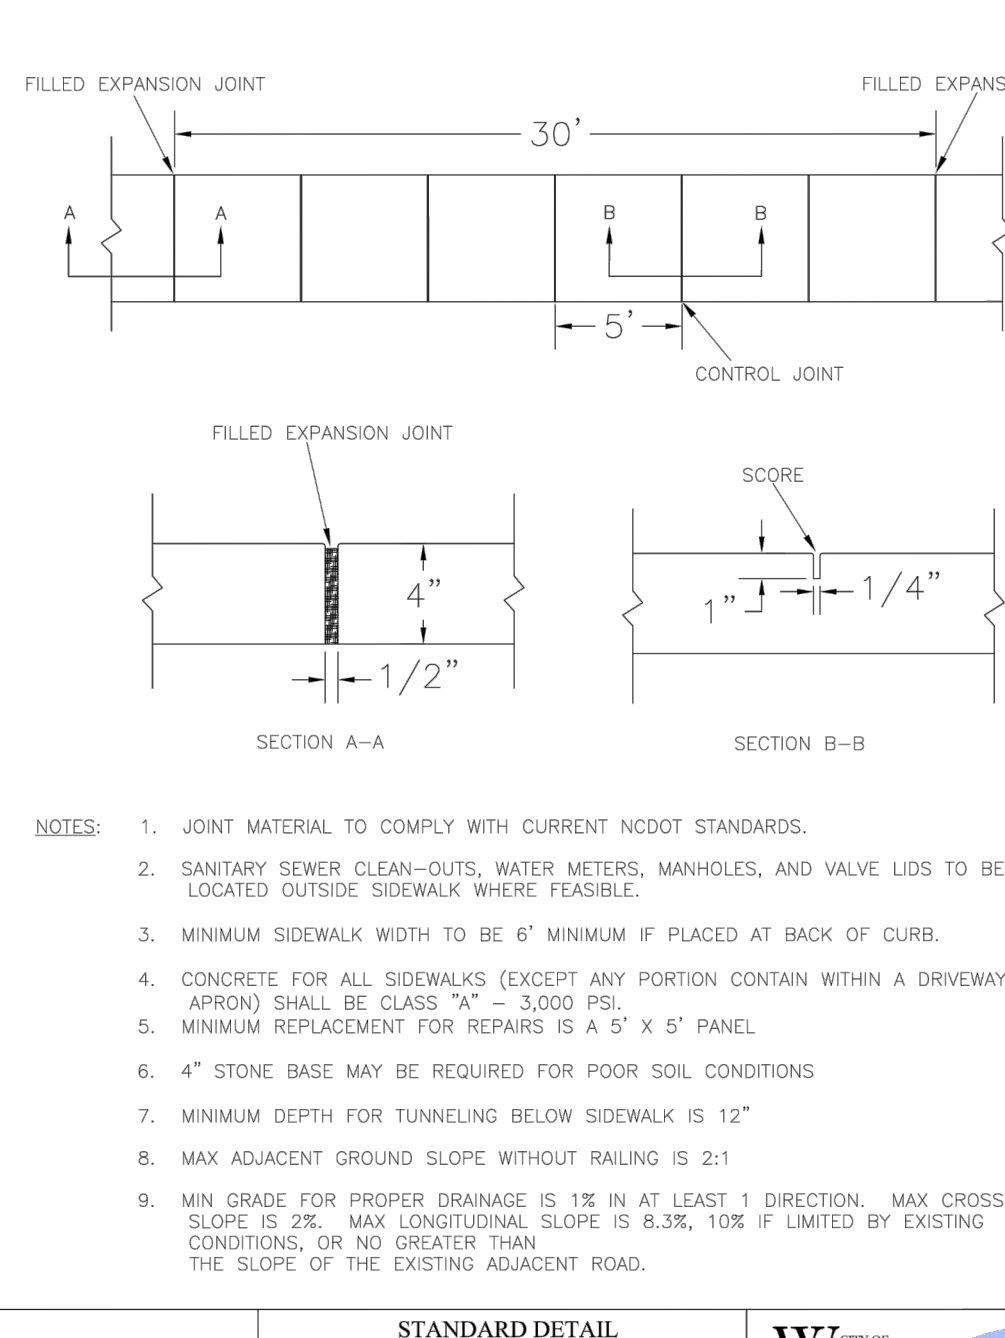 FILLED EXPANSION JOINT
FILLED EXPANS
30'
A
A
B
B
5'
CONTROL JOINT
FILLED EXPANSION JOINT
SCORE
4"
1"
1/4"
1/2"
SECTION A-A
SECTION B-B
NOTES:
1. JOINT MATERIAL TO COMPLY WITH CURRENT NCDOT STANDARDS.
2. SANITARY SEWER CLEAN-OUTS, WATER METERS, MANHOLES, AND VALVE LIDS TO BE
LOCATED OUTSIDE SIDEWALK WHERE FEASIBLE.
3. MINIMUM SIDEWALK WIDTH TO BE 6' MINIMUM IF PLACED AT BACK OF CURB.
4. CONCRETE FOR ALL SIDEWALKS (EXCEPT ANY PORTION CONTAIN WITHIN A DRIVEWAY
APRON) SHALL BE CLASS "A" - 3,000 PSI.
5. MINIMUM REPLACEMENT FOR REPAIRS IS A 5' X 5' PANEL
6. 4" STONE BASE MAY BE REQUIRED FOR POOR SOIL CONDITIONS
7. MINIMUM DEPTH FOR TUNNELING BELOW SIDEWALK IS 12"
8. MAX ADJACENT GROUND SLOPE WITHOUT RAILING IS 2:1
9. MIN GRADE FOR PROPER DRAINAGE IS 1% IN AT LEAST 1 DIRECTION. MAX CROSS
SLOPE IS 2%. MAX LONGITUDINAL SLOPE IS 8.3%, 10% IF LIMITED BY EXISTING
CONDITIONS, OR NO GREATER THAN
THE SLOPE OF THE EXISTING ADJACENT ROAD.
STANDARD DETAIL